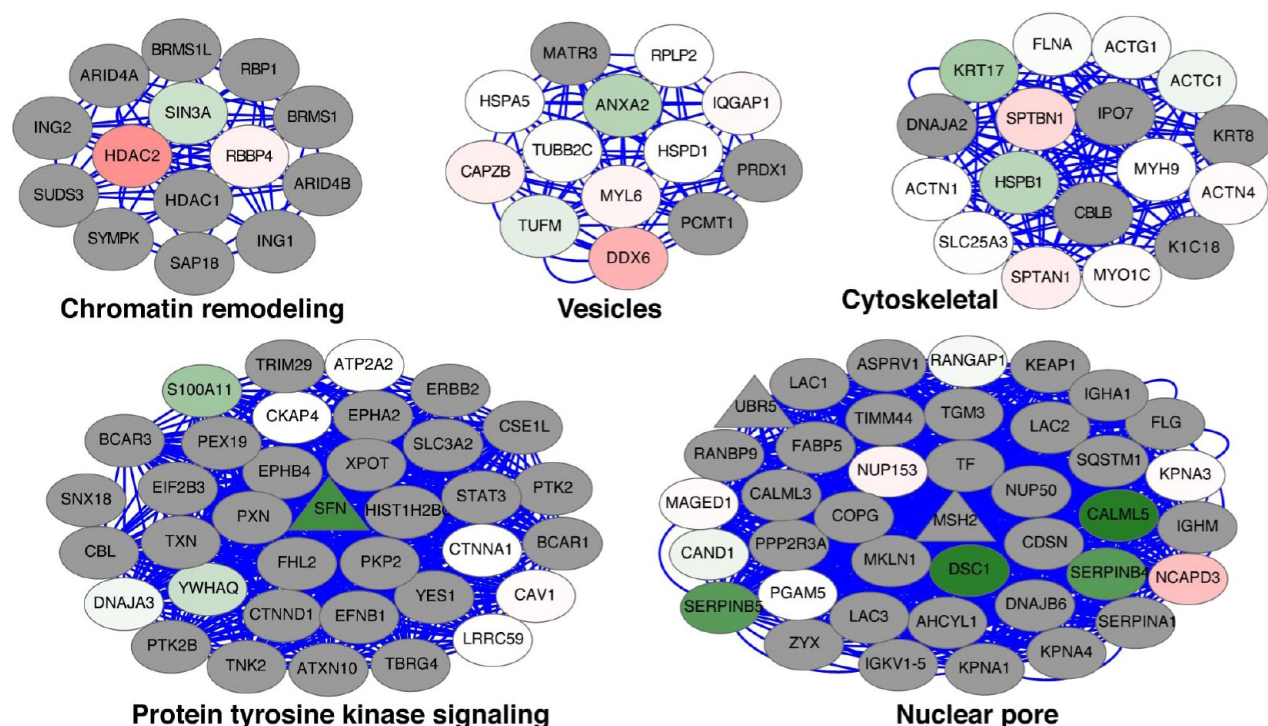 BRMS1L
ARID4A
RBP1
SIN3A
ING2
BRMS1
HDAC2
RBBP4
SUDS3
HDAC1
ARID4B
SYMPK
ING1
SAP18
Chromatin remodeling
MATR3
RPLP2
HSPA5
ANXA2
IQGAP1
TUBB2C
HSPD1
CAPZB
PRDX1
MYL6
TUFM
PCMT1
DDX6
Vesicles
FLNA
ACTG1
KRT17
ACTC1
DNAJA2
SPTBN1
IPO7
KRT8
HSPB1
MYH9
ACTN1
ACTN4
CBLB
SLC25A3
K1C18
SPTAN1
MYO1C
Cytoskeletal
TRIM29
ATP2A2
S100A11
ERBB2
CKAP4
EPHA2
BCAR3
PEX19
SLC3A2
CSE1L
EPHB4
XPOT
SNX18
EIF2B3
STAT3
PTK2
PXN
SFN
HIST1H2B
CBL
TXN
CTNNA1
BCAR1
FHL2
PKP2
DNAJA3
YWHAQ
YES1
CAV1
CTNND1
EFNB1
PTK2B
LRRC59
TNK2
ATXN10
TBRG4
Protein tyrosine kinase signaling
ASPRV1
RANGAP1
KEAP1
LAC1
UBR5
IGHA1
TIMM44
TGM3
LAC2
FLG
RANBP9
FABP5
SQSTM1
NUP153
TF
KPNA3
MAGED1
CALML3
NUP50
COPG
MSH2
CALML5
IGHM
CAND1
PPP2R3A
CDSN
MKLN1
DSC1
SERPINB4
NCAPD3
SERPINB5
PGAM5
DNAJB6
LAC3
AHCYL1
SERPINA1
ZYX
IGKV1-5
KPNA1
KPNA4
Nuclear pore